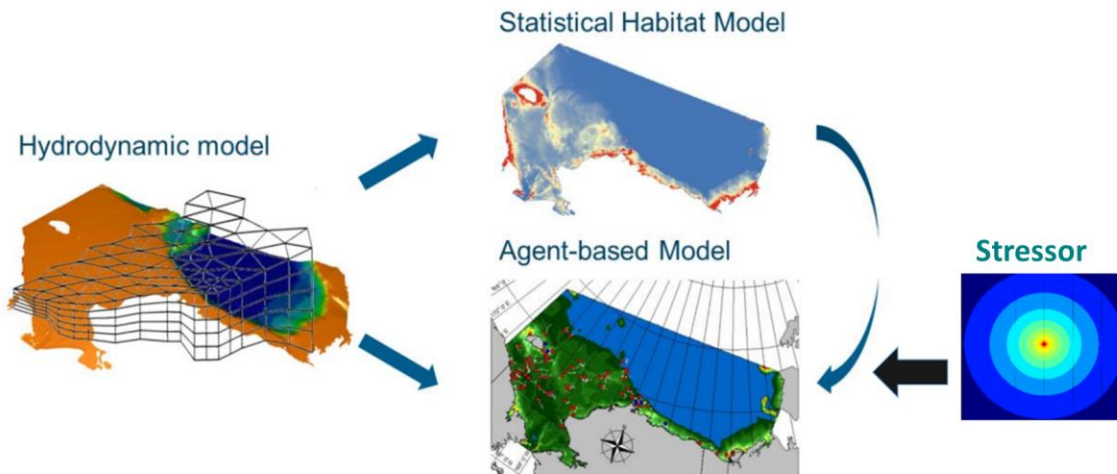 Statistical Habitat Model
Hydrodynamic model
Agent-based Model
Stressor